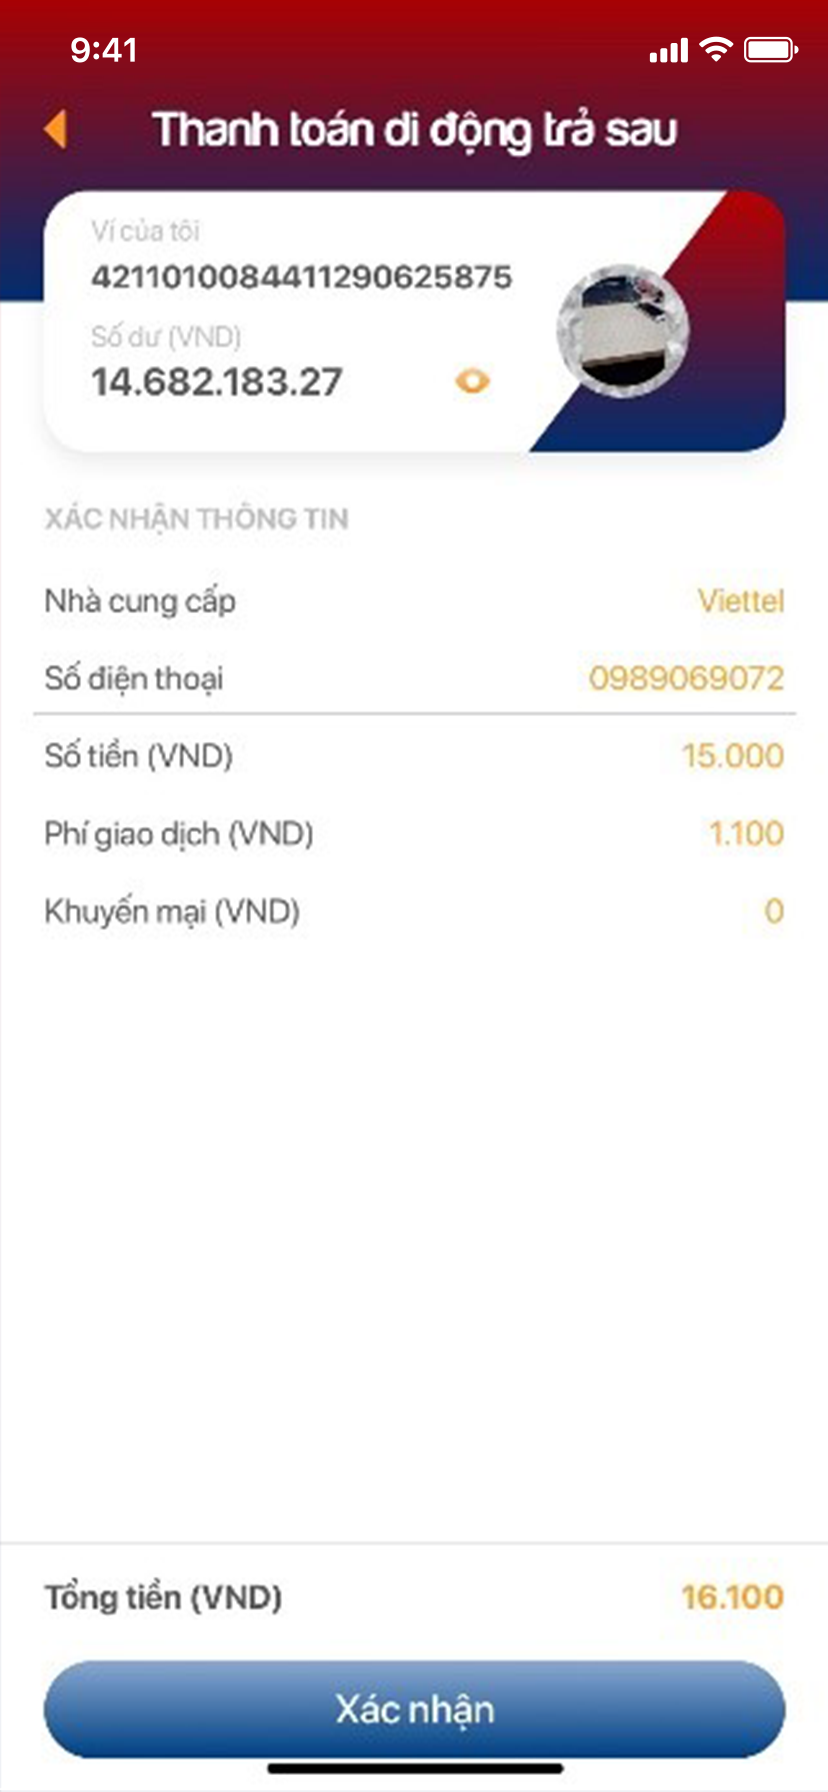 9:41
Thanh toán di động trả sau
Ví của tôi
4211010084411290625875
Số dư (VND)
14.682.183.27
XÁC NHẬN THÔNG TIN
Nhà cung cấp Viettel
Số điện thoại 0989069072
Số tiền (VND) 15.000
Phí giao dịch (VND) 1.100
Khuyến mại (VND) 0
Tổng tiền (VND) 16.100
Xác nhận